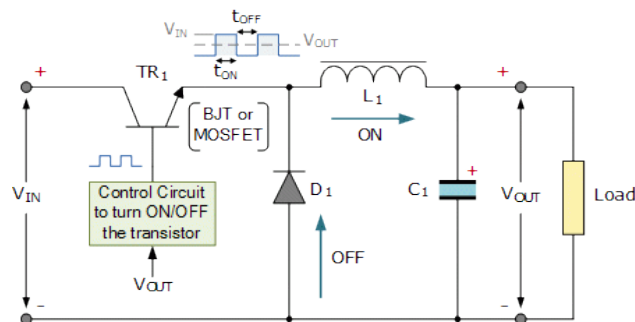 tOFF
VIN
VOUT
tON
+
TR1
L1
+
BJT or
MOSFET
ON
+
VIN
Control Circuit
to turn ON/OFF
the transistor
D1
C1
VOUT
Load
OFF
VOUT
-
-